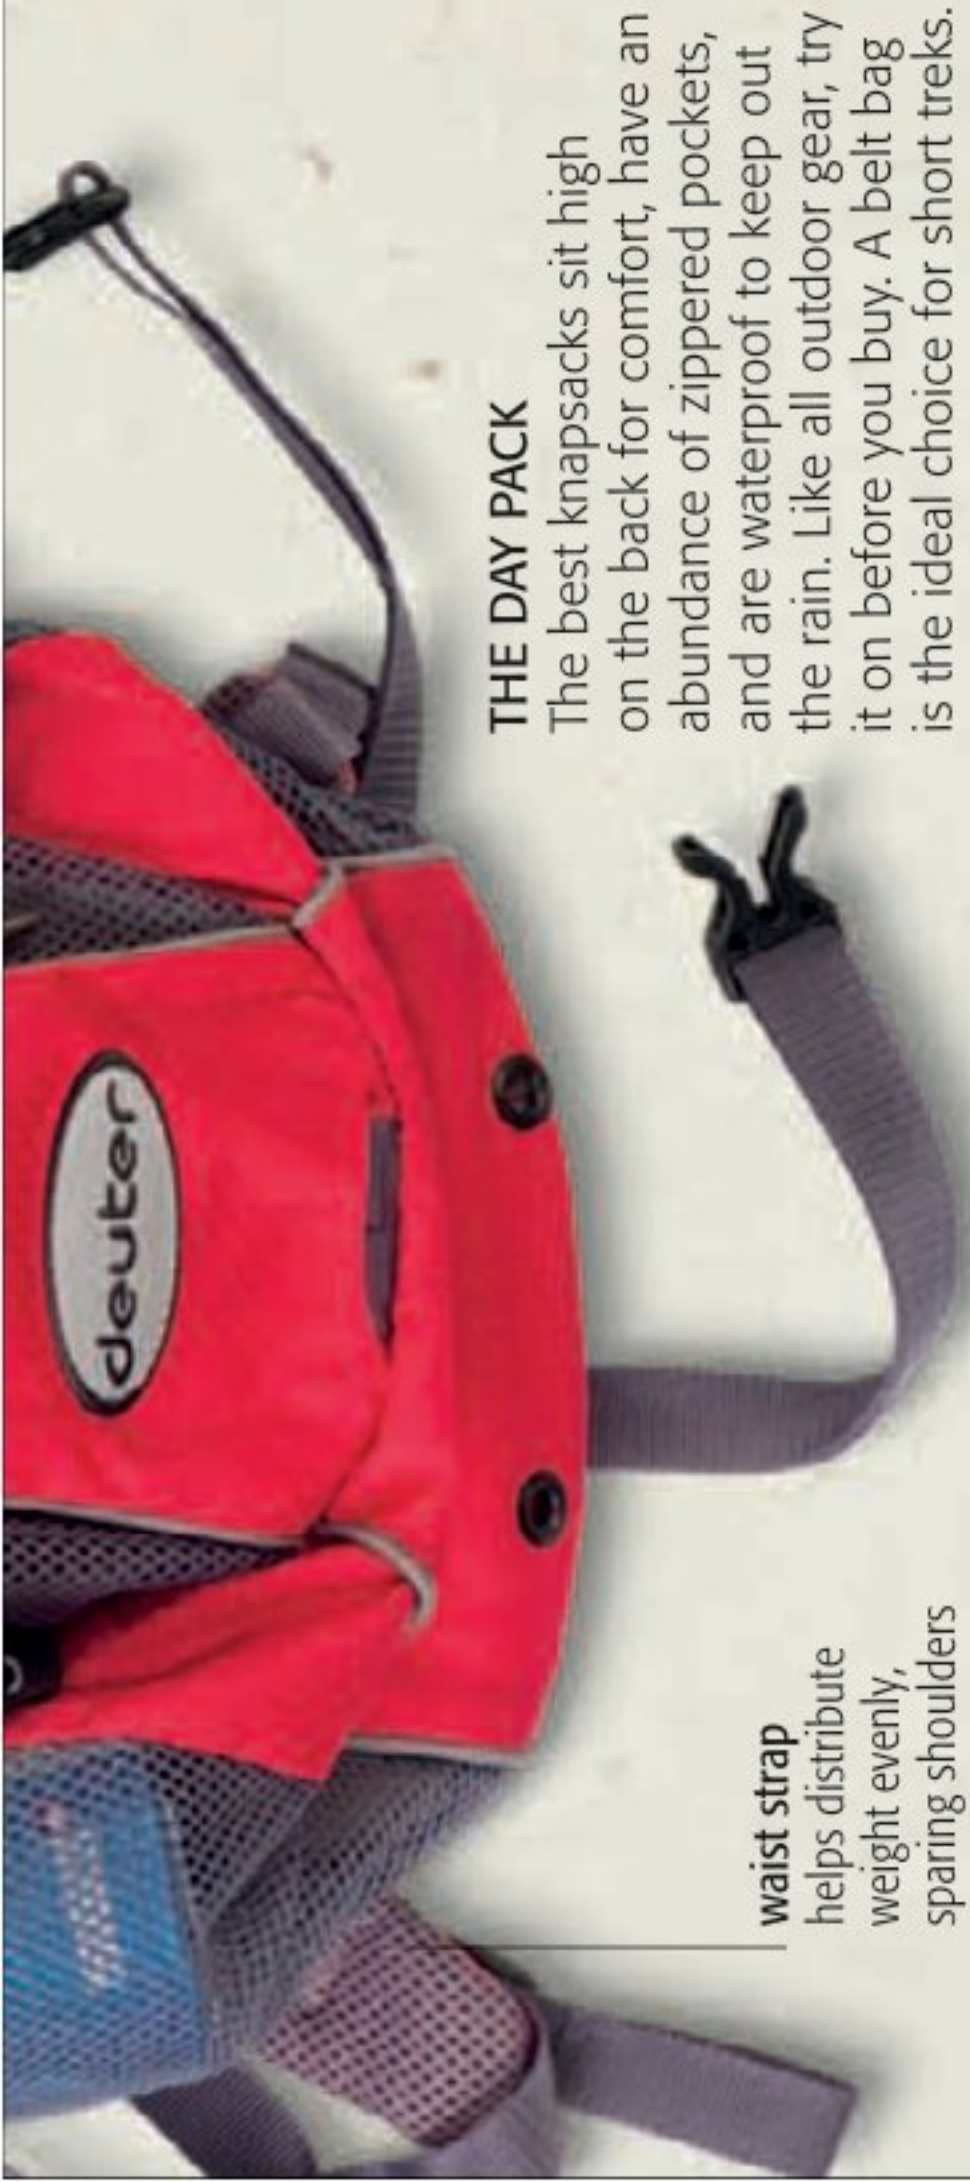 deuter
THE DAY PACK
The best knapsacks sit high
on the back for comfort, have an
abundance of zippered pockets,
and are waterproof to keep out
the rain. Like all outdoor gear, try
it on before you buy. A belt bag
is the ideal choice for short treks.
waist strap
helps distribute
weight evenly,
sparing shoulders